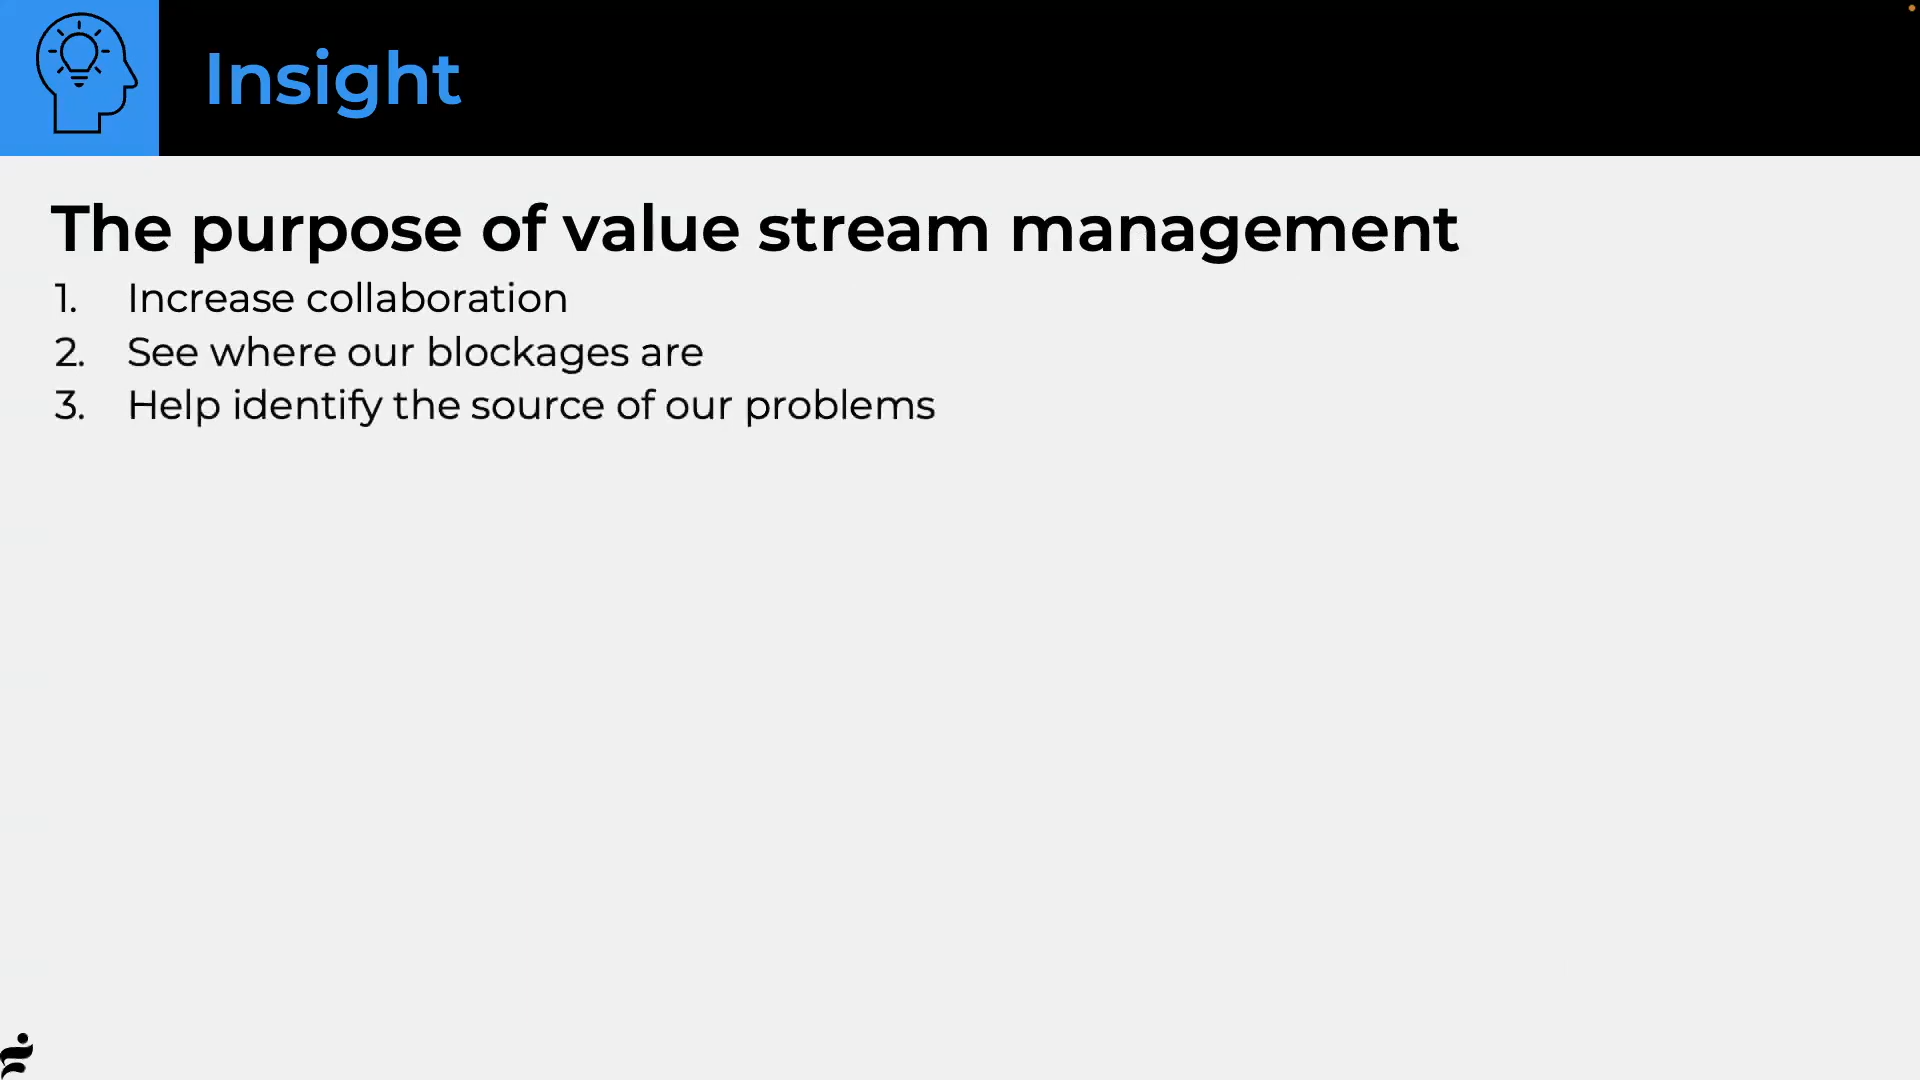 Insight
The purpose of value stream management
1. Increase collaboration
2. See where our blockages are
3. Help identify the source of our problems